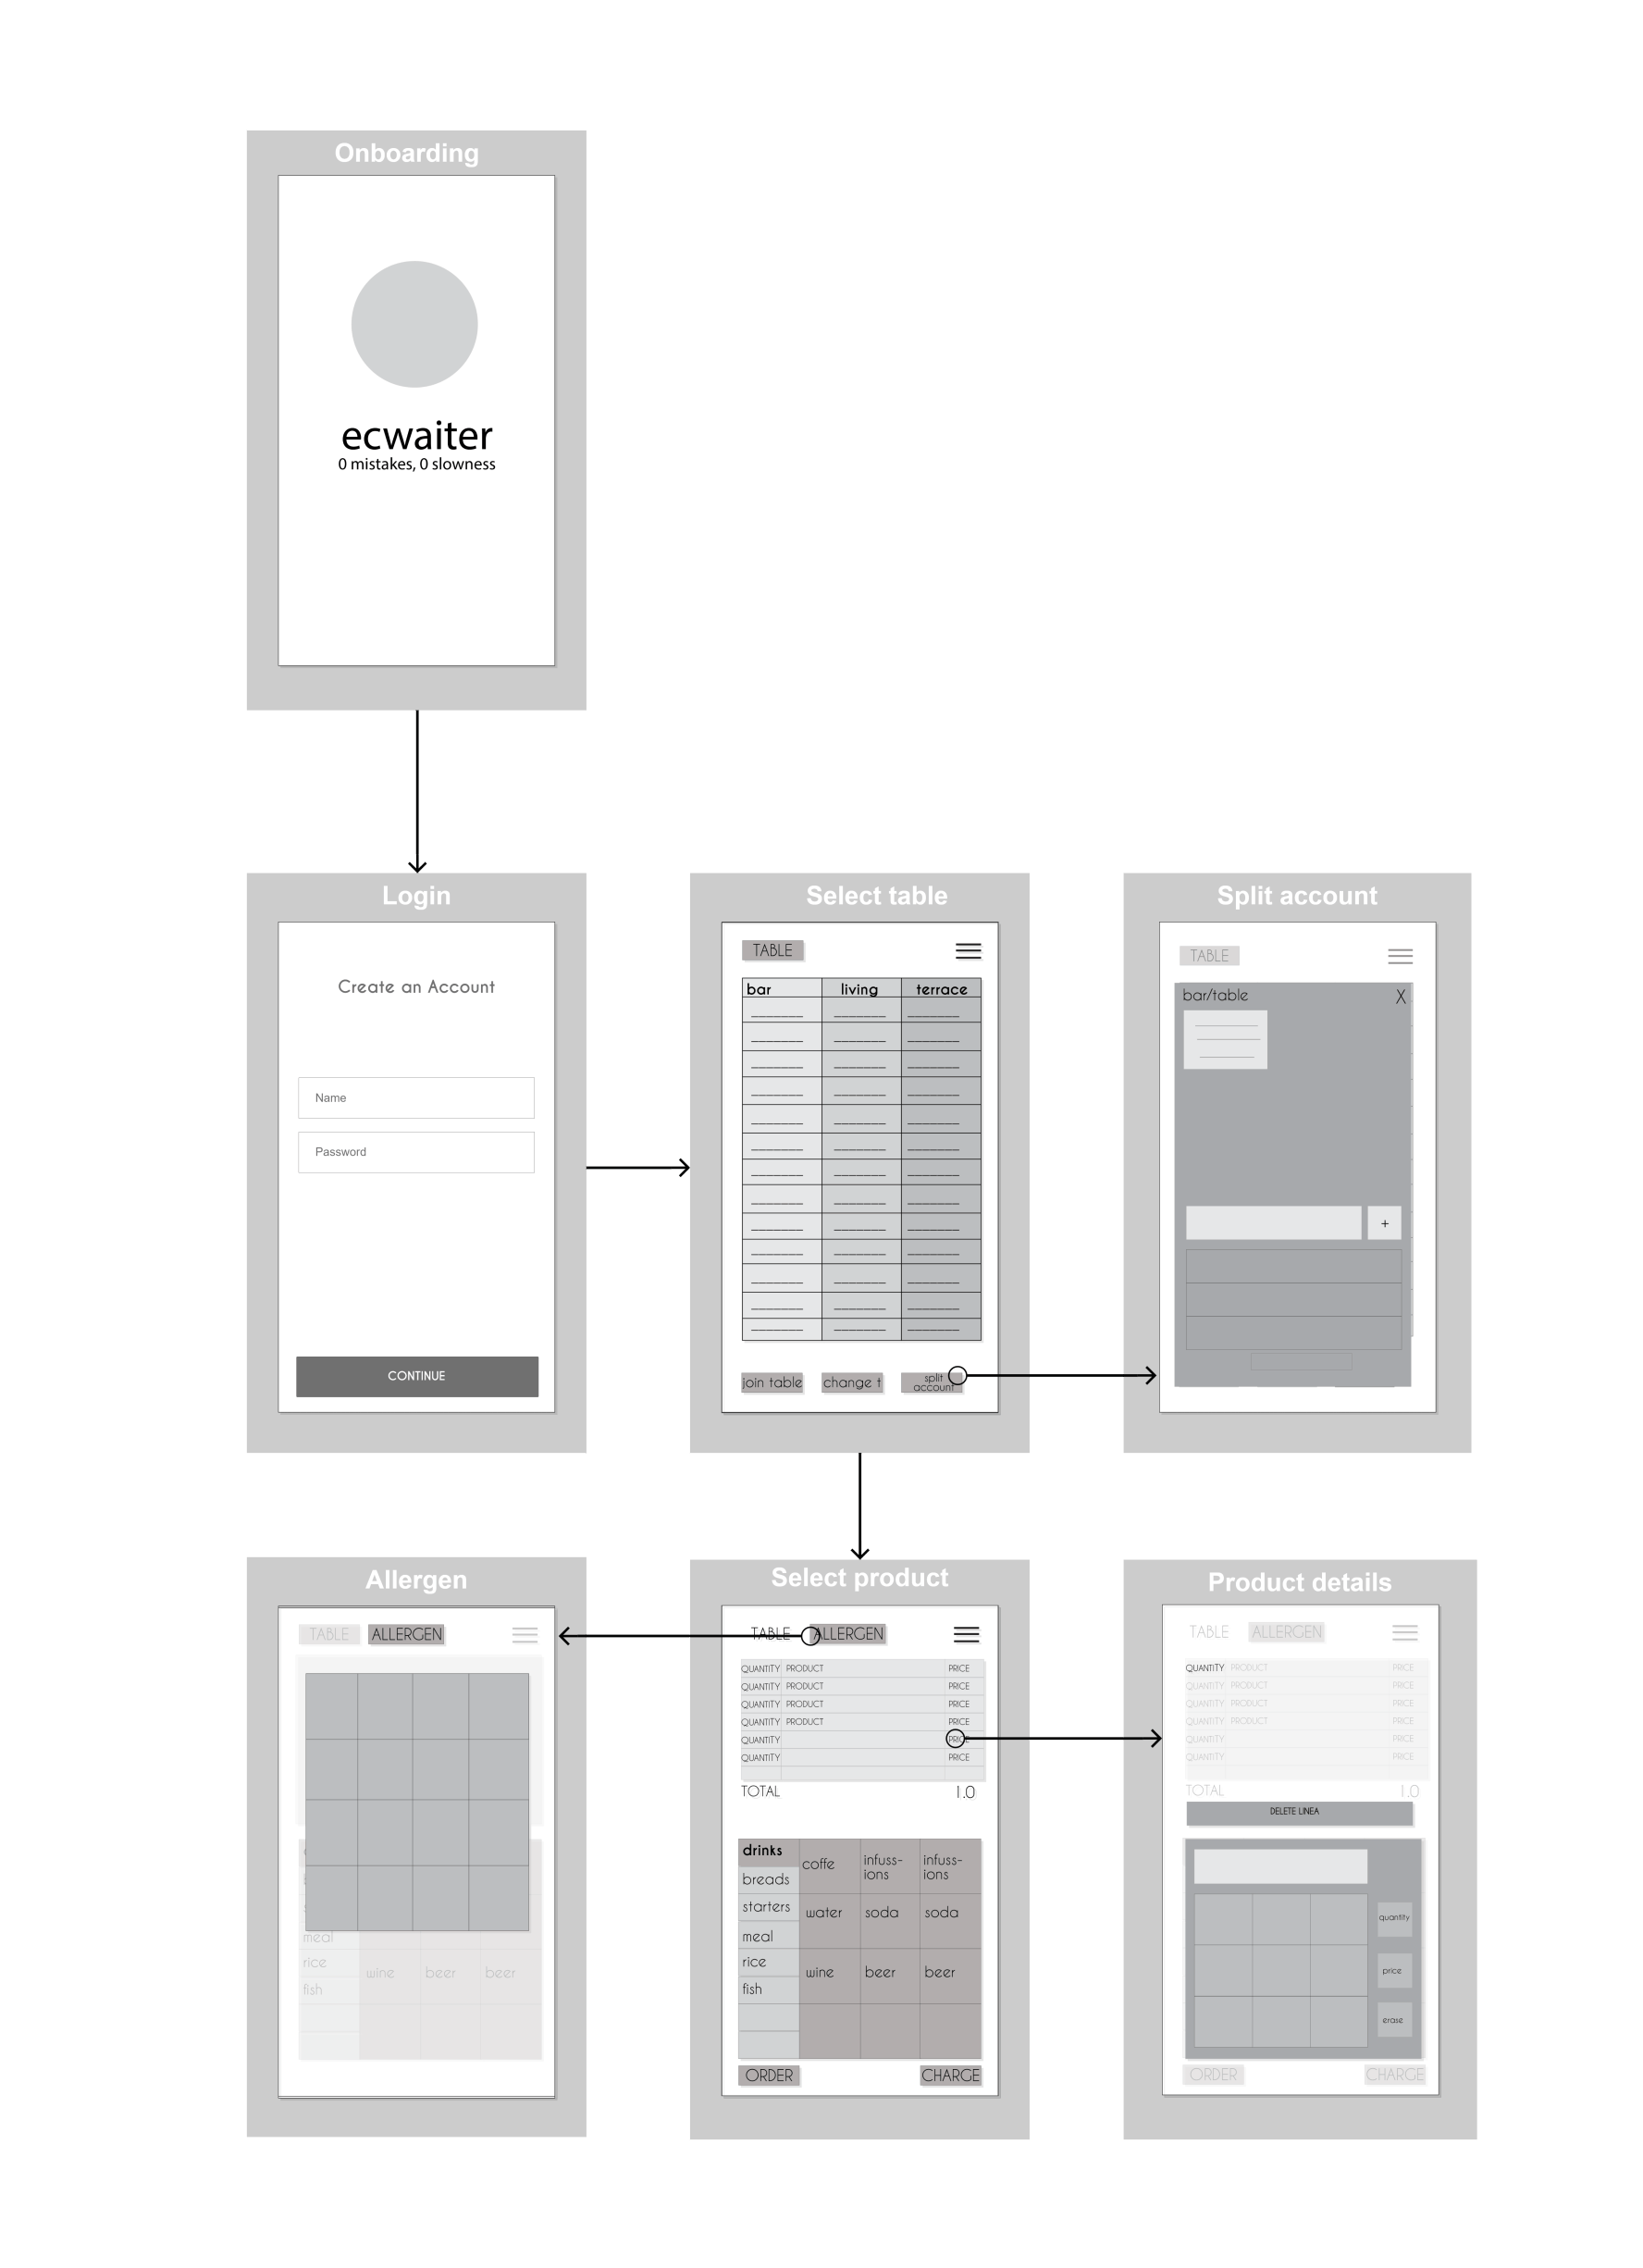 Onboarding
ecwaiter
0 mistakes, 0 slowness
Login
Create an Account
Name
Password
CONTINUE
Select table
TABLE
bar living terrace
join table change t split
account
Split account
TABLE
bar/table X
+
Allergen
TABLE ALLERGEN
meal
rice
wine beer beer
fish
Select product
TABLE ALLERGEN
QUANTITY PRODUCT PRICE
QUANTITY PRODUCT PRICE
QUANTITY PRODUCT PRICE
QUANTITY PRODUCT PRICE
QUANTITY PRICE
QUANTITY PRICE
TOTAL 1.0
drinks
coffe infuss- infuss-
ions ions
breads
starters
water soda soda
meal
rice
wine beer beer
fish
ORDER CHARGE
Product details
TABLE ALLERGEN
QUANTITY PRODUCT PRICE
QUANTITY PRODUCT PRICE
QUANTITY PRODUCT PRICE
QUANTITY PRODUCT PRICE
QUANTITY PRICE
QUANTITY PRICE
TOTAL 1.0
DELETE LINEA
quantity
price
erase
ORDER CHARGE